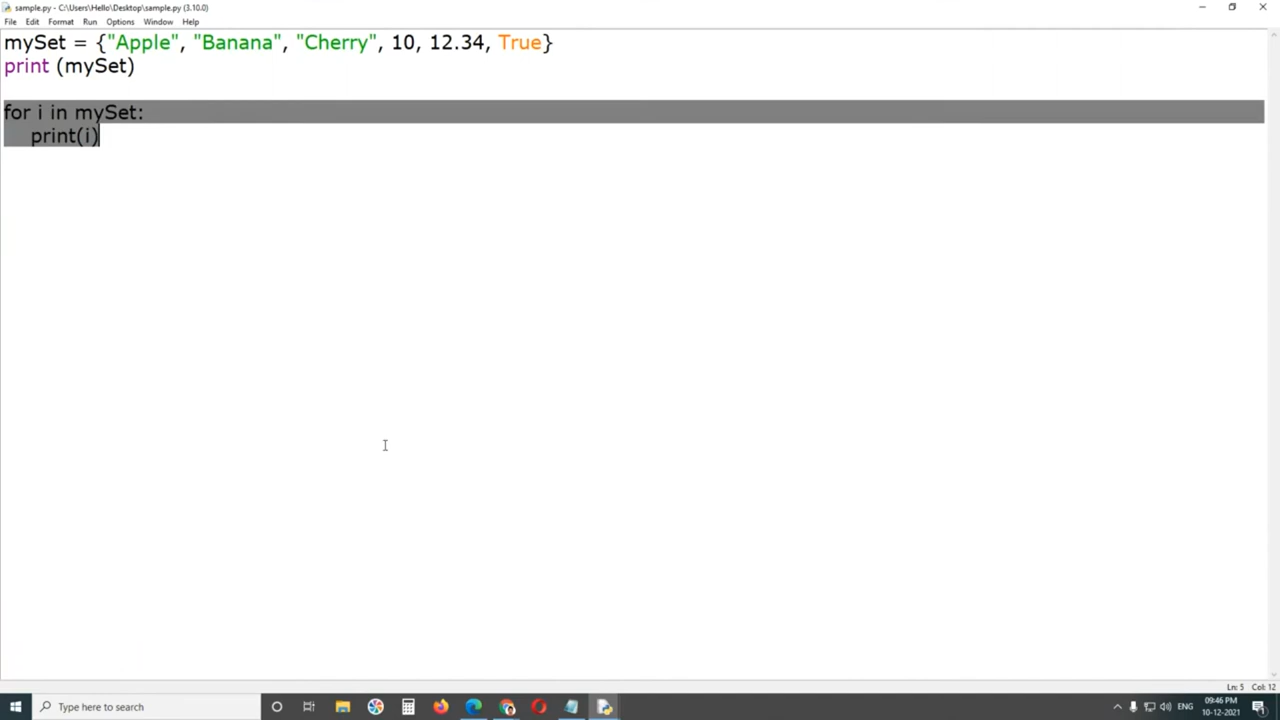 sample.py - C:\Users\Hello\Desktop\sample.py (3.10.0)
File Edit Format Run Options Window Help
mySet = {"Apple", "Banana", "Cherry", 10, 12.34, True}
print (mySet)
for i in mySet:
    print(i)
Ln: 5 Col: 12
Type here to search
ENG
09:46 PM
10-12-2021
1